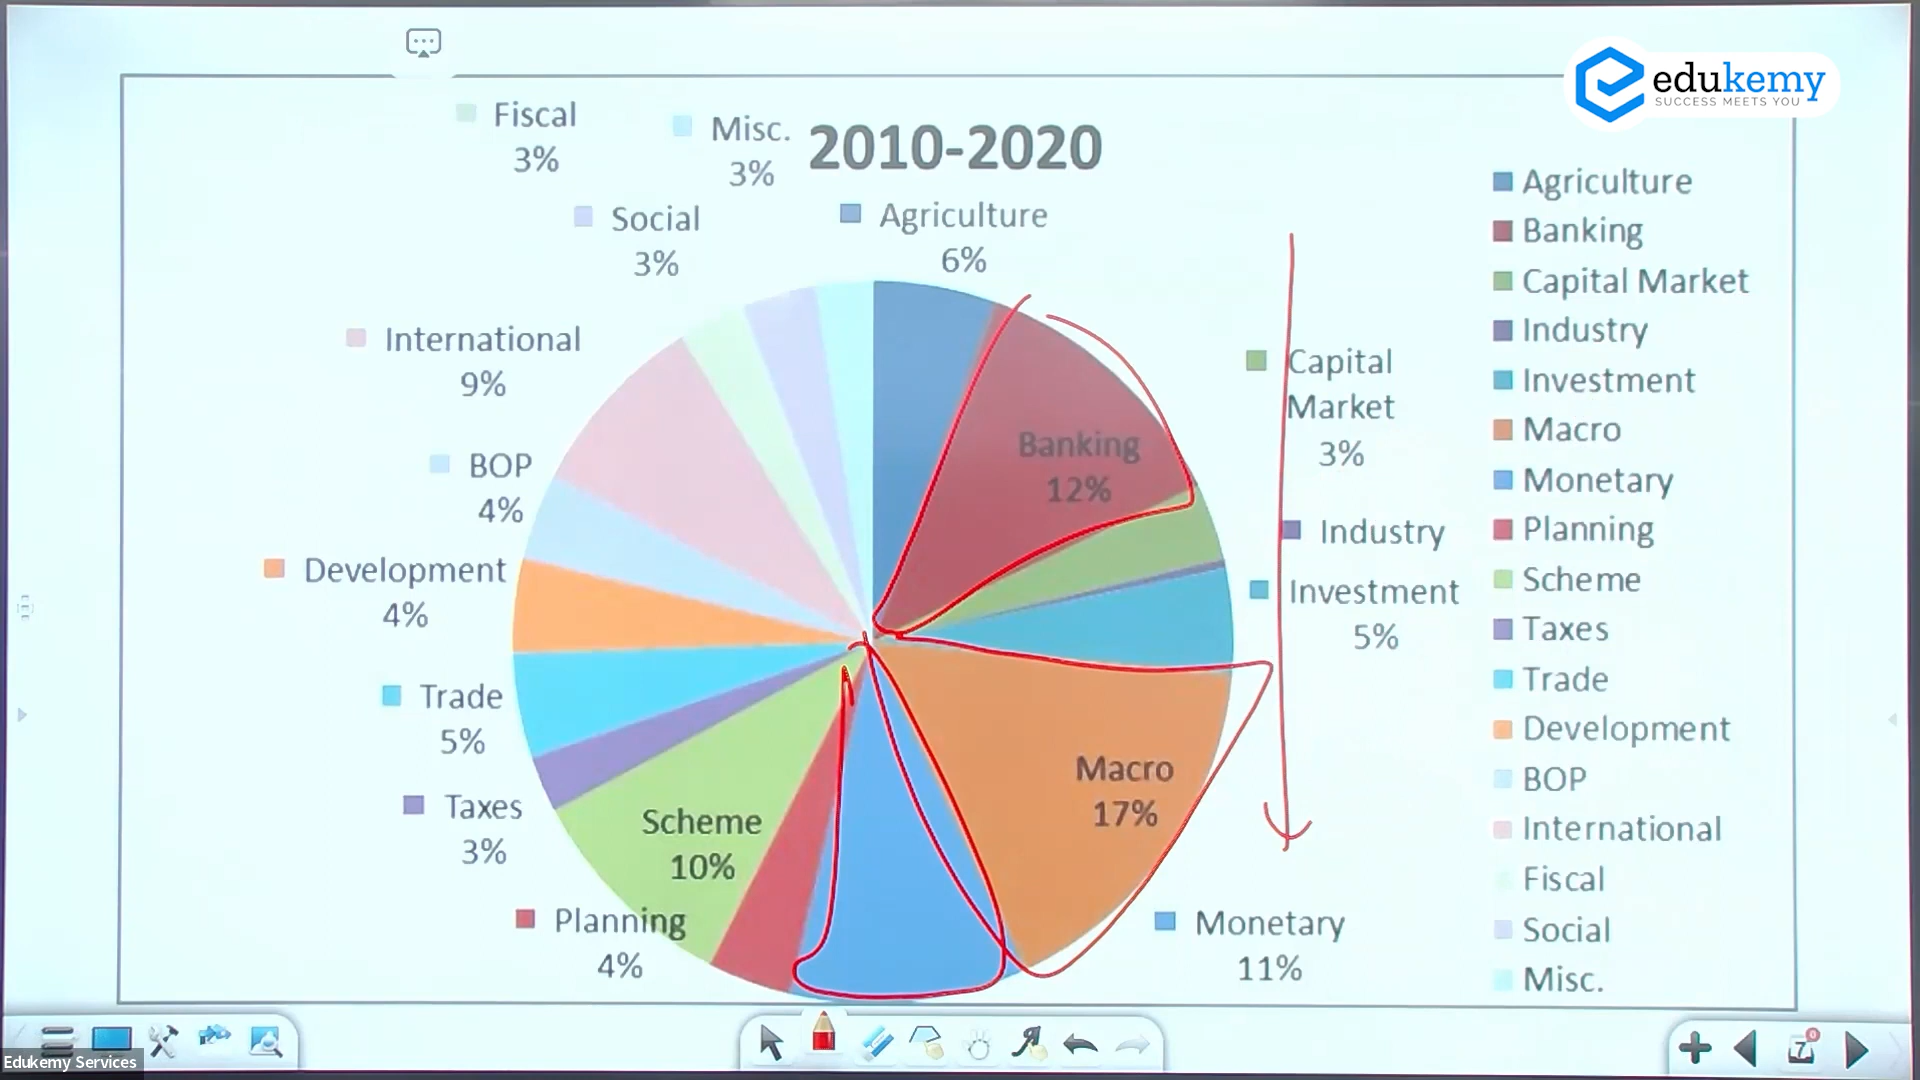 edukemy
SUCCESS MEETS YOU
2010-2020
Fiscal
3%
Misc.
3%
Social
3%
Agriculture
6%
International
9%
BOP
4%
Development
4%
Trade
5%
Taxes
3%
Planning
4%
Scheme
10%
Banking
12%
Capital
Market
3%
Industry
Investment
5%
Macro
17%
Monetary
11%
Agriculture
Banking
Capital Market
Industry
Investment
Macro
Monetary
Planning
Scheme
Taxes
Trade
Development
BOP
International
Fiscal
Social
Misc.
7
0
Edukemy Services